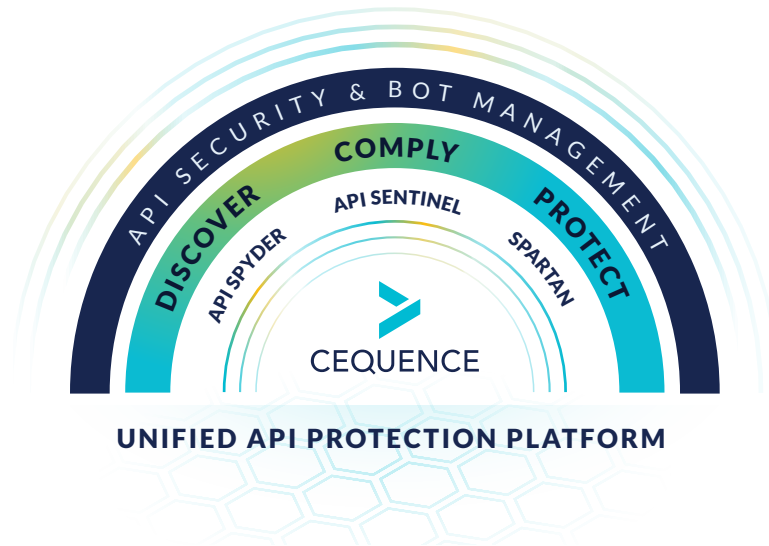 API SECURITY & BOT MANAGEMENT
DISCOVER
COMPLY
PROTECT
API SPYDER
API SENTINEL
SPARTAN
CEQUENCE
UNIFIED API PROTECTION PLATFORM